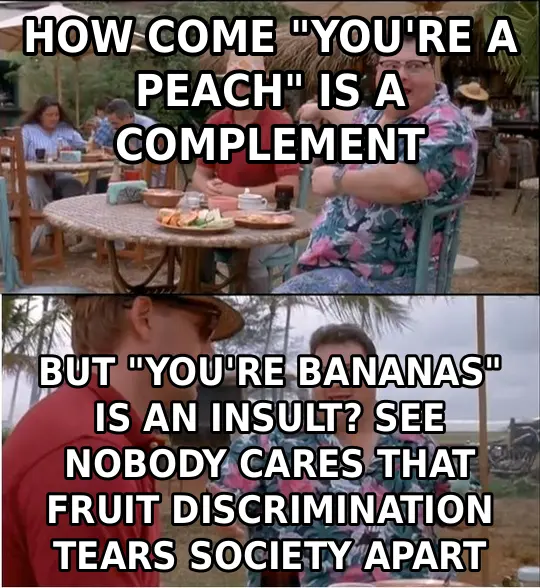 HOW COME "YOU'RE A
PEACH" IS A
COMPLEMENT
BUT "YOU'RE BANANAS"
IS AN INSULT? SEE
NOBODY CARES THAT
FRUIT DISCRIMINATION
TEARS SOCIETY APART